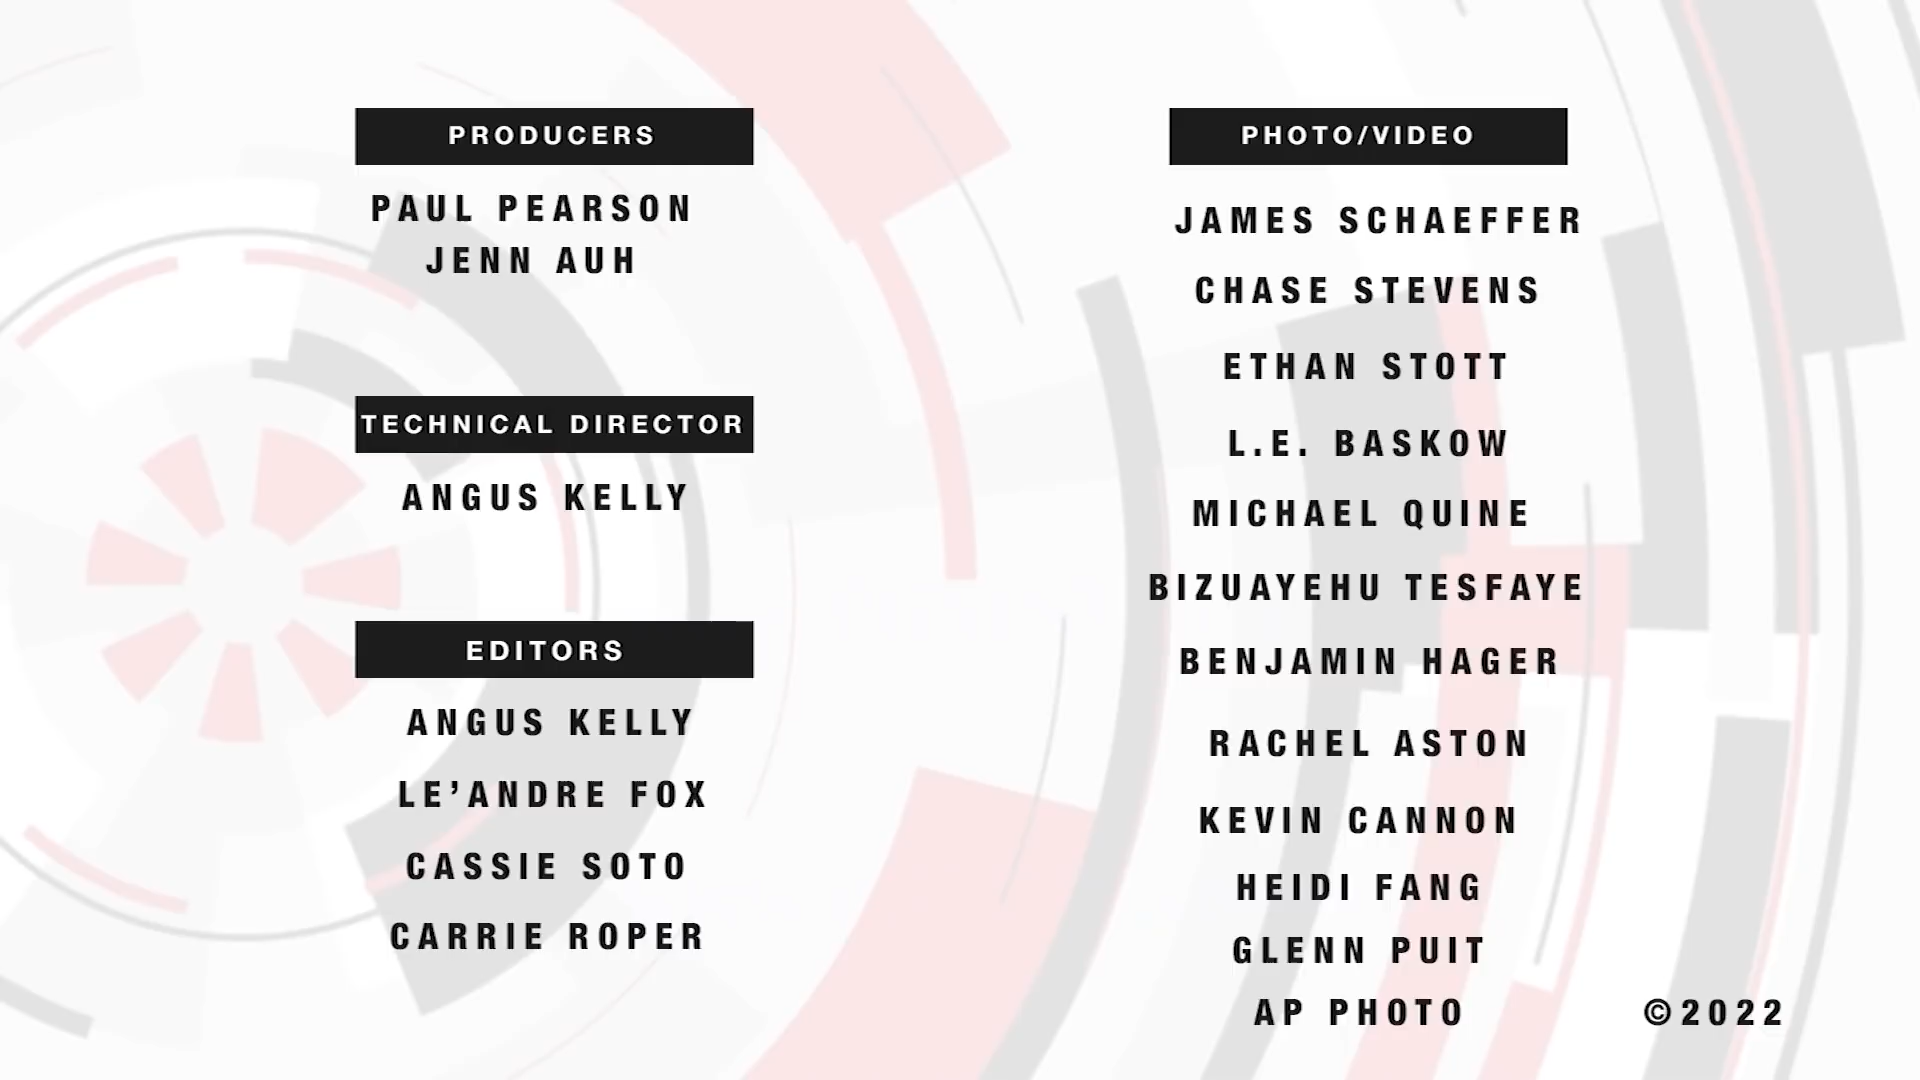 PRODUCERS
PAUL PEARSON
JENN AUH
TECHNICAL DIRECTOR
ANGUS KELLY
EDITORS
ANGUS KELLY
LE’ANDRE FOX
CASSIE SOTO
CARRIE ROPER
PHOTO/VIDEO
JAMES SCHAEFFER
CHASE STEVENS
ETHAN STOTT
L.E. BASKOW
MICHAEL QUINE
BIZUAYEHU TESFAYE
BENJAMIN HAGER
RACHEL ASTON
KEVIN CANNON
HEIDI FANG
GLENN PUIT
AP PHOTO
©2022